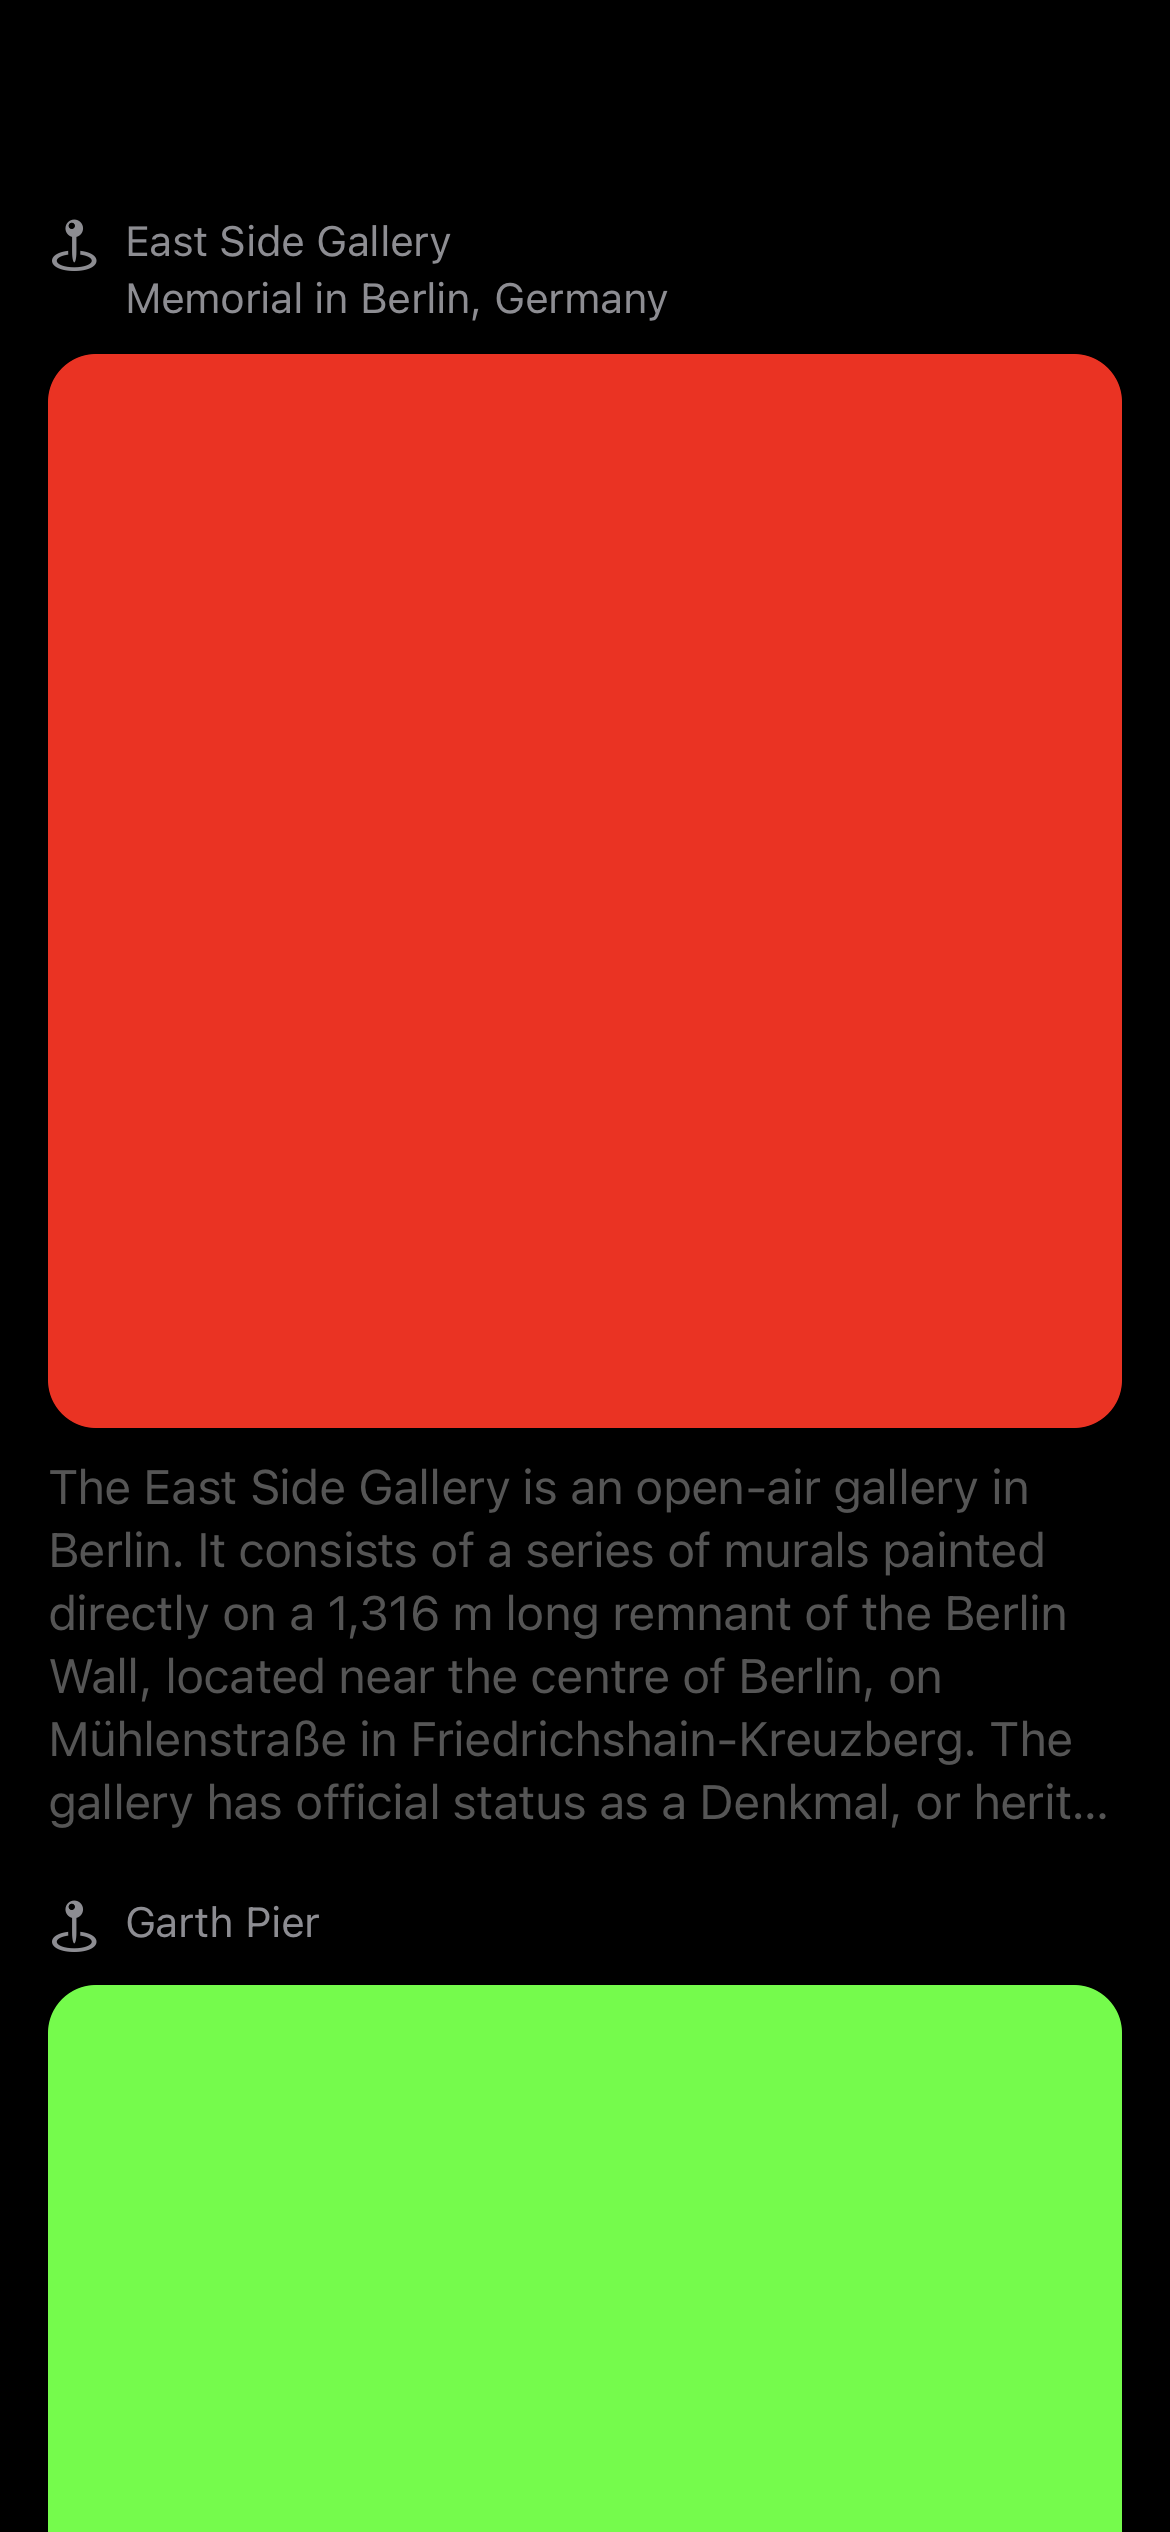 East Side Gallery
Memorial in Berlin, Germany
The East Side Gallery is an open-air gallery in
Berlin. It consists of a series of murals painted
directly on a 1,316 m long remnant of the Berlin
Wall, located near the centre of Berlin, on
Mühlenstraße in Friedrichshain-Kreuzberg. The
gallery has official status as a Denkmal, or herit...
Garth Pier